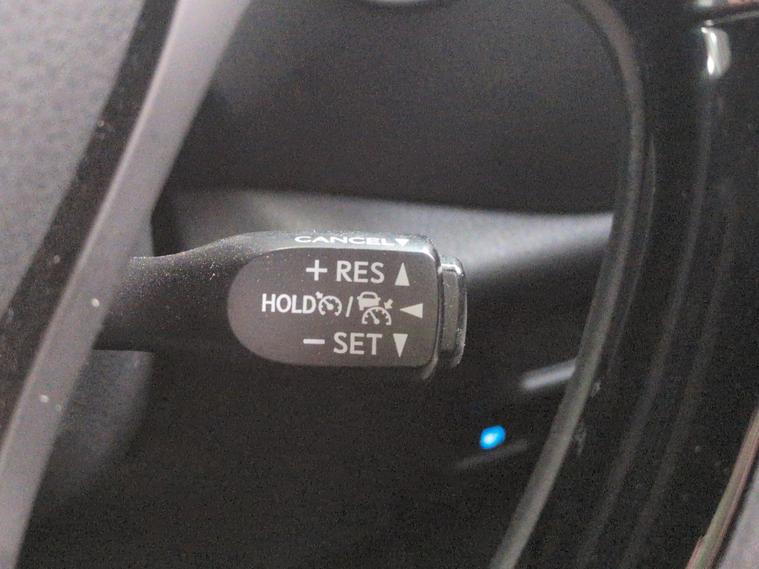 CANCEL▼
+ RES ▲
HOLD / ◀
− SET ▼